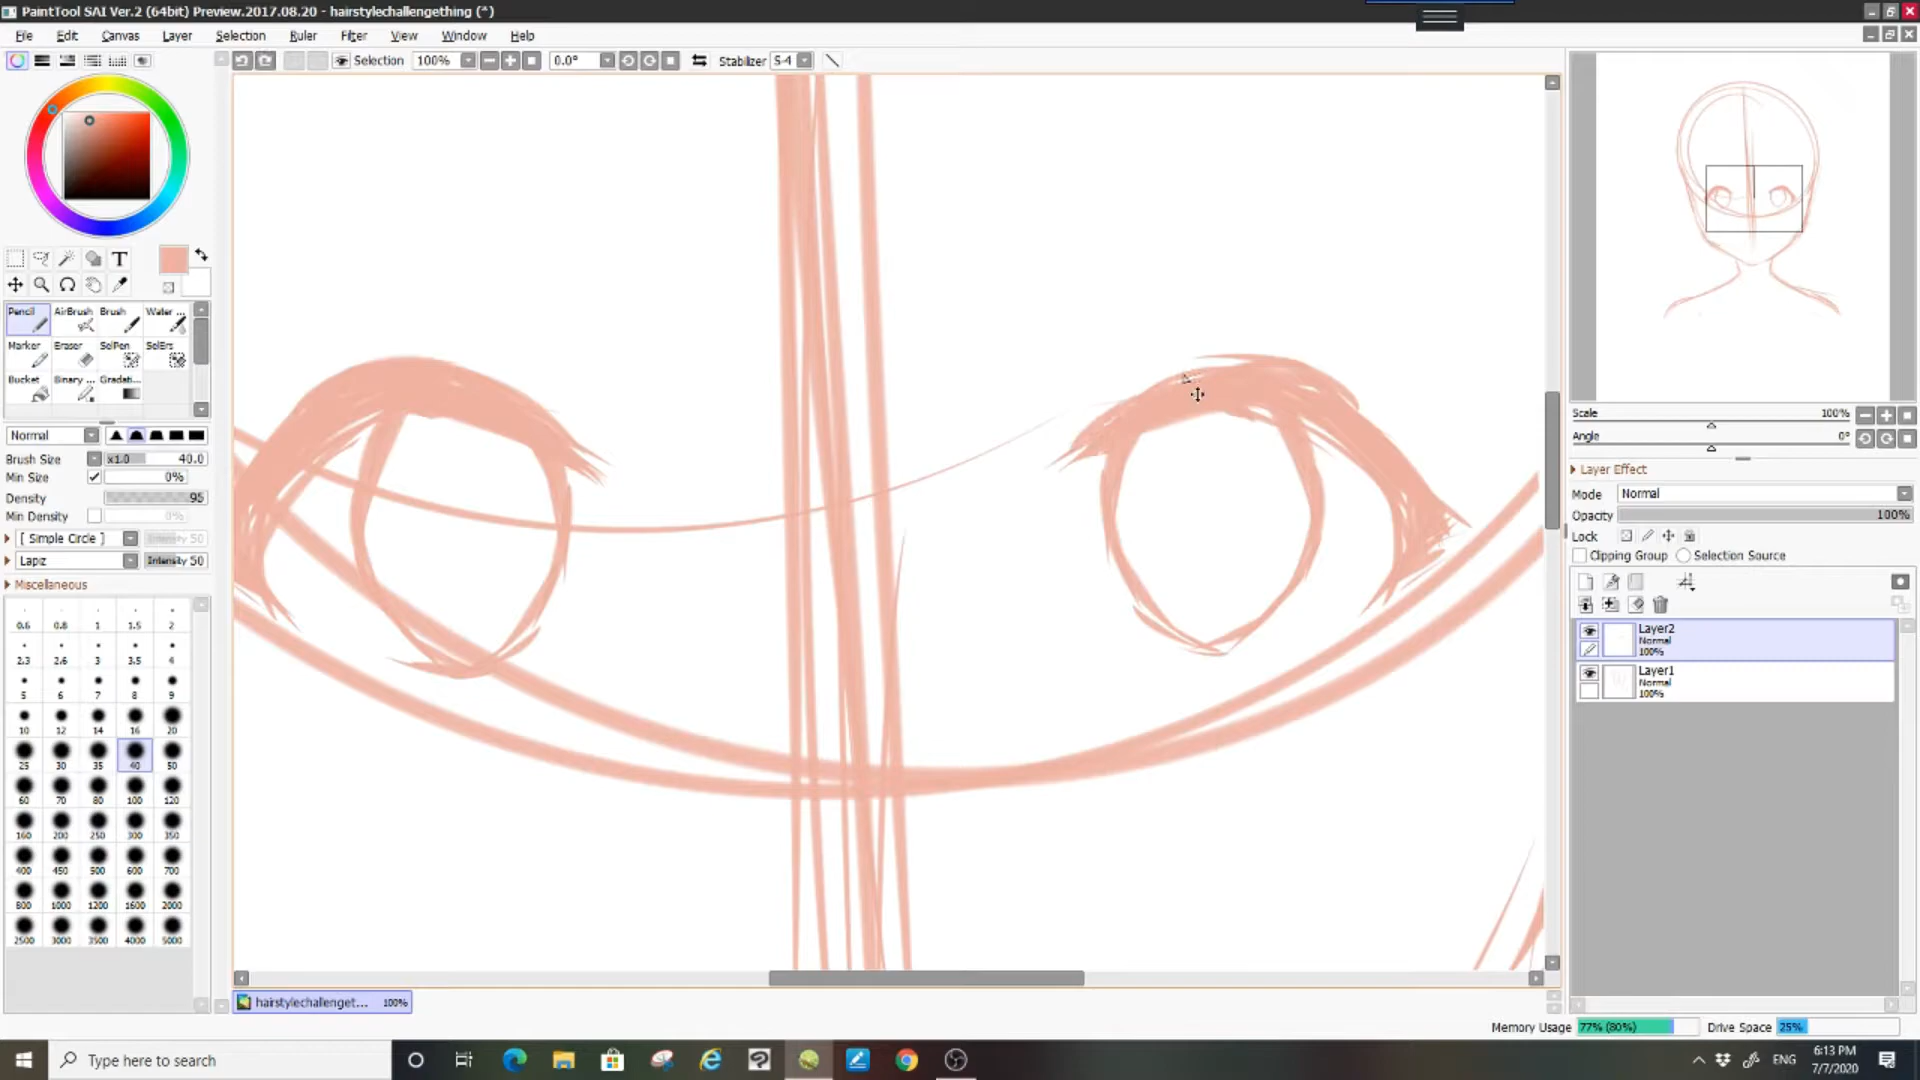 PaintTool SAI Ver.2 (64bit) Preview.2017.08.20 - hairstylechallengething (*)
File Edit Canvas Layer Selection Ruler Filter View Window Help
Selection 100% 0.0° Stabilizer S-4
T
Pencil AirBrush Brush Water ...
Marker Eraser SelPen SelErs
Bucket Binary ... Gradati...
Normal
Brush Size x1.0 40.0
Min Size 0%
Density 95
Min Density 0%
[ Simple Circle ] Intensity 50
Lapiz Intensity 50
Miscellaneous
0.6 0.8 1 1.5 2
2.3 2.6 3 3.5 4
5 6 7 8 9
10 12 14 16 20
25 30 35 40 50
60 70 80 100 120
160 200 250 300 350
400 450 500 600 700
800 1000 1200 1600 2000
2500 3000 3500 4000 5000
Scale 100%
Angle 0°
Layer Effect
Mode Normal
Opacity 100%
Lock
Clipping Group Selection Source
Layer2
Normal
100%
Layer1
Normal
100%
hairstylechallenget... 100%
Memory Usage 77% (80%) Drive Space 25%
Type here to search
ENG
6:13 PM
7/7/2020